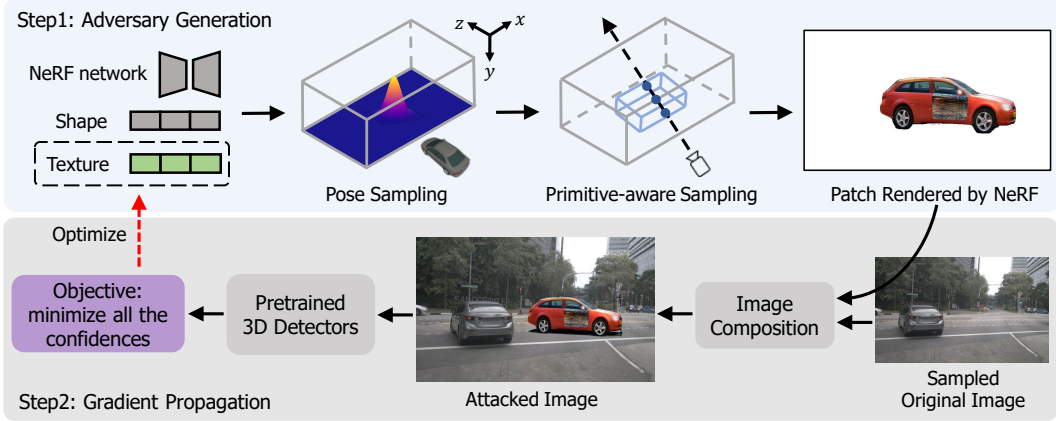 Step1: Adversary Generation
NeRF network
Shape
Texture
z
x
y
Pose Sampling
Primitive-aware Sampling
Patch Rendered by NeRF
Optimize
Objective:
minimize all the
confidences
Pretrained
3D Detectors
Attacked Image
Image
Composition
Sampled
Original Image
Step2: Gradient Propagation